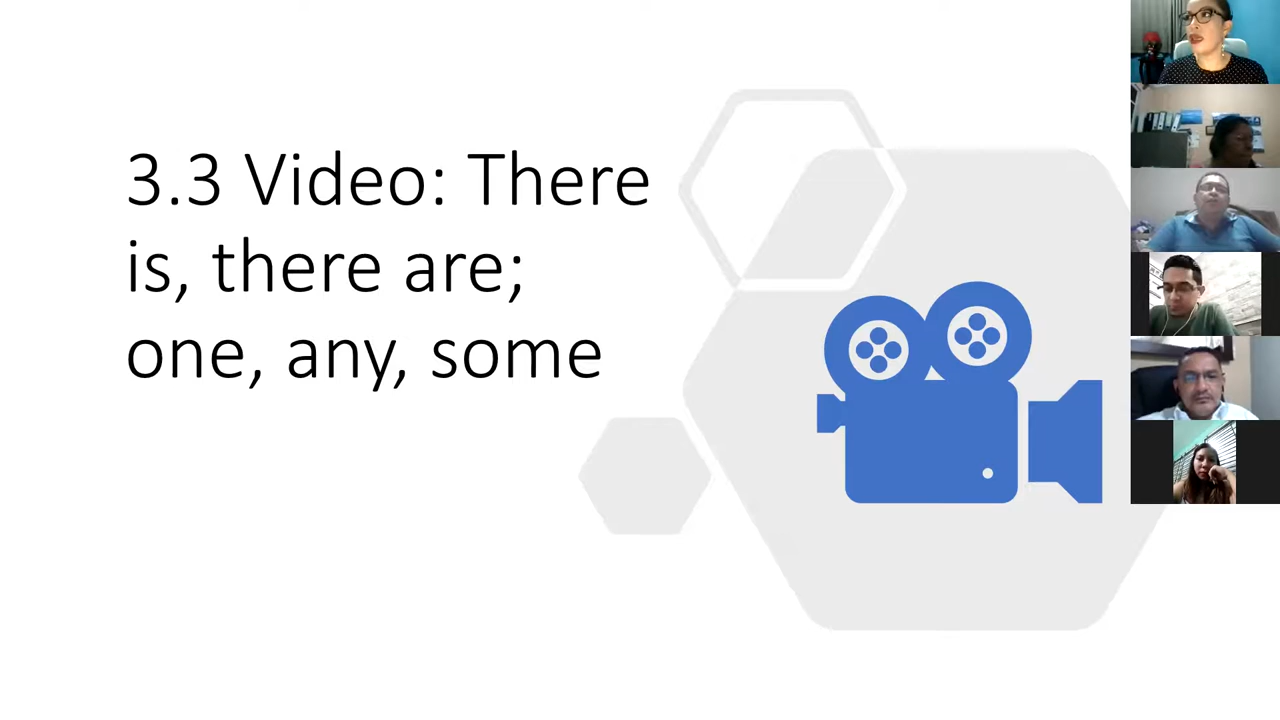 3.3 Video: There
is, there are;
one, any, some